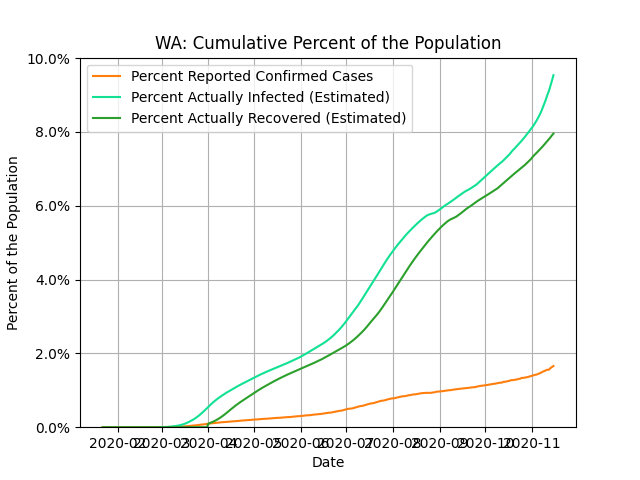 WA: Cumulative Percent of the Population
10.0%
8.0%
6.0%
4.0%
2.0%
0.0%
Percent of the Population
Percent Reported Confirmed Cases
Percent Actually Infected (Estimated)
Percent Actually Recovered (Estimated)
2020-02 2020-03 2020-04 2020-05 2020-06 2020-07 2020-08 2020-09 2020-10 2020-11
Date